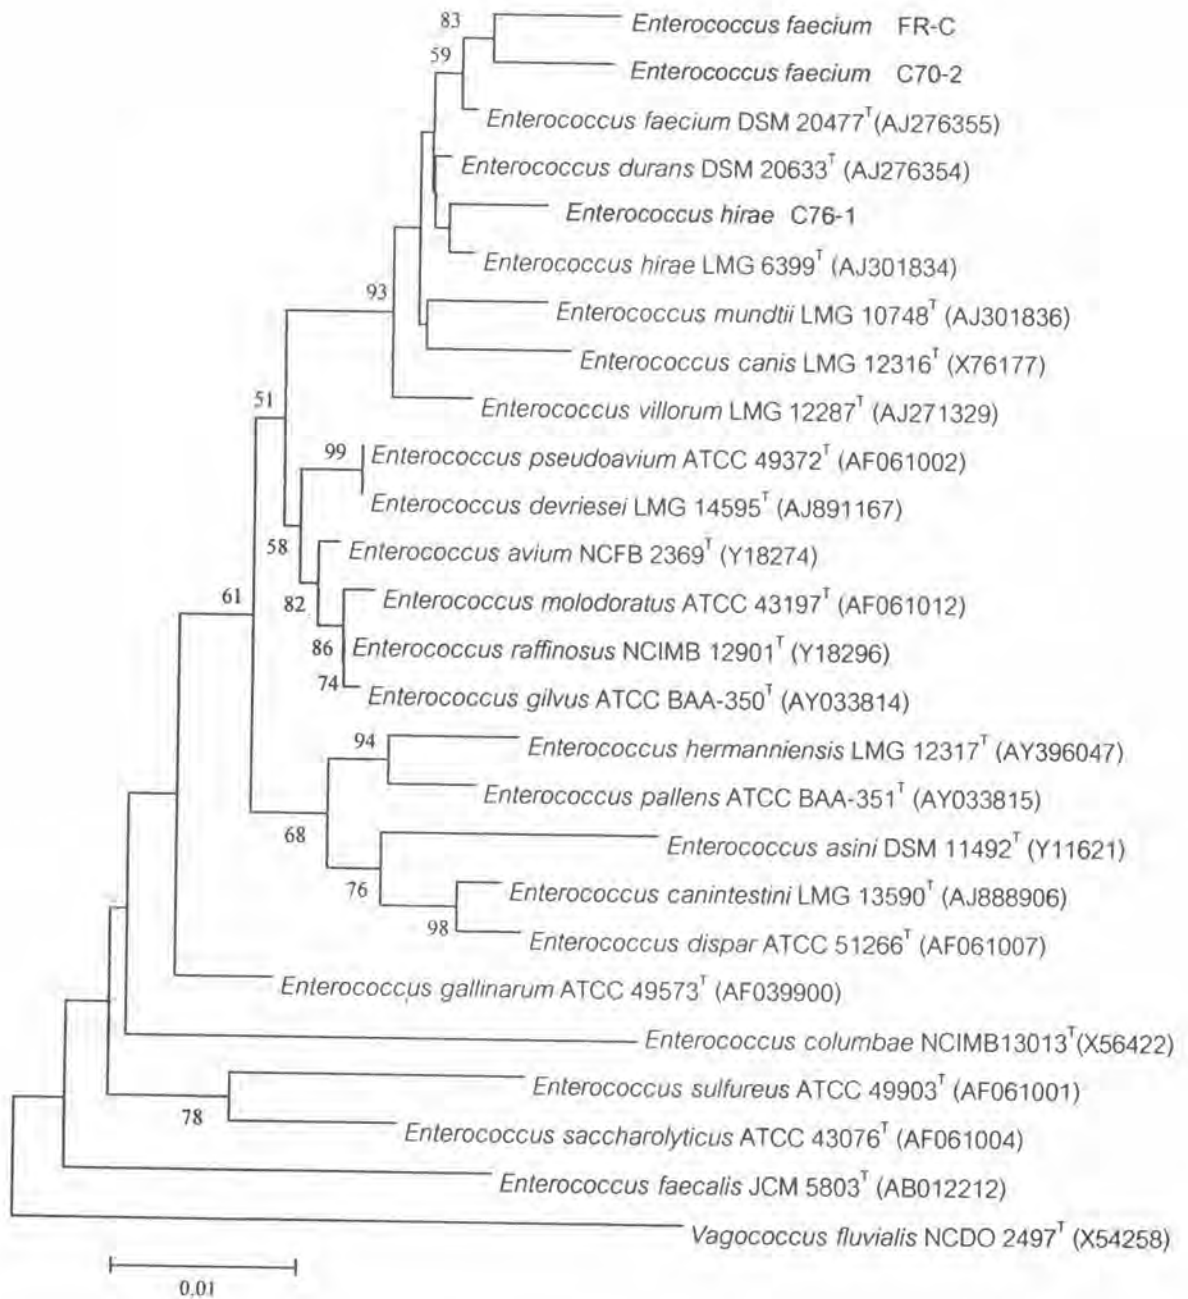 83
Enterococcus faecium FR-C
59
Enterococcus faecium C70-2
Enterococcus faecium DSM 20477ᵀ(AJ276355)
Enterococcus durans DSM 20633ᵀ (AJ276354)
Enterococcus hirae C76-1
Enterococcus hirae LMG 6399ᵀ (AJ301834)
93
Enterococcus mundtii LMG 10748ᵀ (AJ301836)
Enterococcus canis LMG 12316ᵀ (X76177)
51
Enterococcus villorum LMG 12287ᵀ (AJ271329)
99
Enterococcus pseudoavium ATCC 49372ᵀ (AF061002)
Enterococcus devriesei LMG 14595ᵀ (AJ891167)
58
Enterococcus avium NCFB 2369ᵀ (Y18274)
61
82
Enterococcus molodoratus ATCC 43197ᵀ (AF061012)
86
Enterococcus raffinosus NCIMB 12901ᵀ (Y18296)
74
Enterococcus gilvus ATCC BAA-350ᵀ (AY033814)
94
Enterococcus hermanniensis LMG 12317ᵀ (AY396047)
Enterococcus pallens ATCC BAA-351ᵀ (AY033815)
68
Enterococcus asini DSM 11492ᵀ (Y11621)
76
Enterococcus canintestini LMG 13590ᵀ (AJ888906)
98
Enterococcus dispar ATCC 51266ᵀ (AF061007)
Enterococcus gallinarum ATCC 49573ᵀ (AF039900)
Enterococcus columbae NCIMB13013ᵀ(X56422)
Enterococcus sulfureus ATCC 49903ᵀ (AF061001)
78
Enterococcus saccharolyticus ATCC 43076ᵀ (AF061004)
Enterococcus faecalis JCM 5803ᵀ (AB012212)
Vagococcus fluvialis NCDO 2497ᵀ (X54258)
0.01